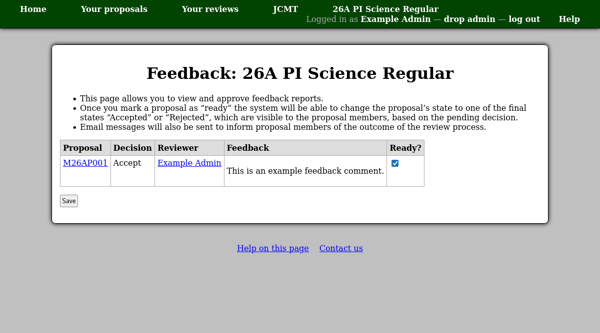 Home Your proposals Your reviews JCMT 26A PI Science Regular
Logged in as Example Admin — drop admin — log out Help
Feedback: 26A PI Science Regular
• This page allows you to view and approve feedback reports.
• Once you mark a proposal as “ready” the system will be able to change the proposal’s state to one of the final
states “Accepted” or “Rejected”, which are visible to the proposal members, based on the pending decision.
• Email messages will also be sent to inform proposal members of the outcome of the review process.
Proposal Decision Reviewer Feedback Ready?
M26AP001 Accept Example Admin
This is an example feedback comment.
Save
Help on this page Contact us